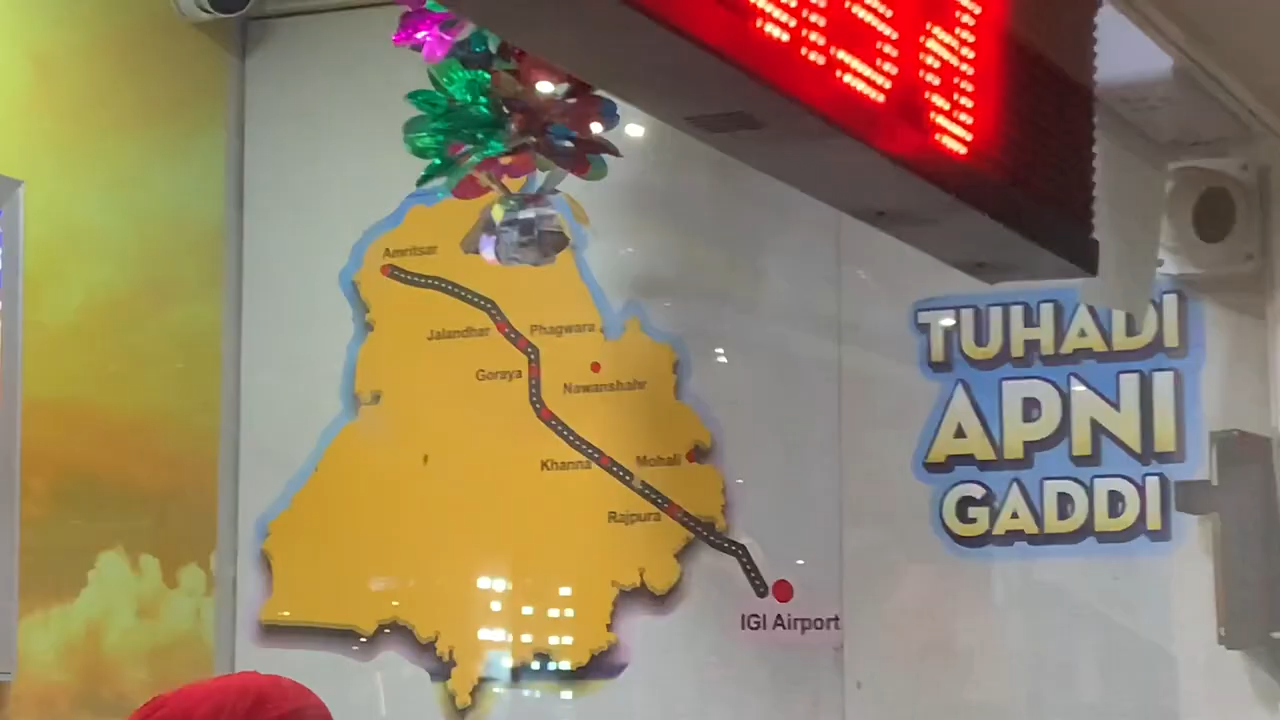 Amritsar
Jalandhar
Phagwara
Goraya
Nawanshahr
Khanna
Mohali
Rajpura
IGI Airport
TUHADI
APNI
GADDI